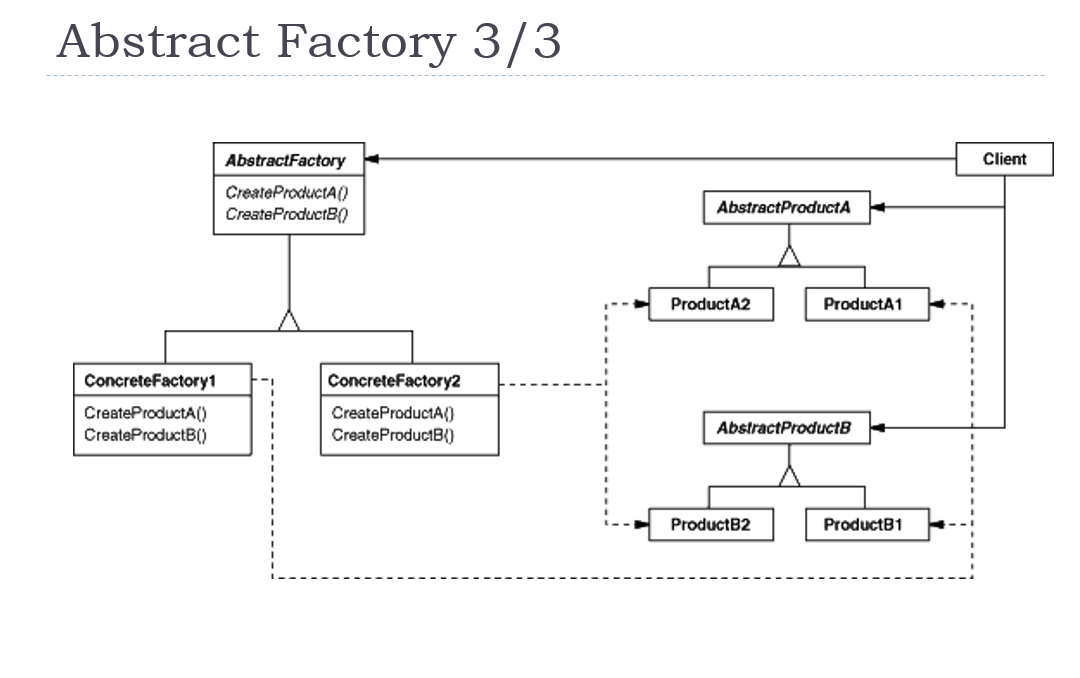 Abstract Factory 3/3
AbstractFactory
CreateProductA()
CreateProductB()
Client
AbstractProductA
ProductA2
ProductA1
ConcreteFactory1
CreateProductA()
CreateProductB()
ConcreteFactory2
CreateProductA()
CreateProductB()
AbstractProductB
ProductB2
ProductB1